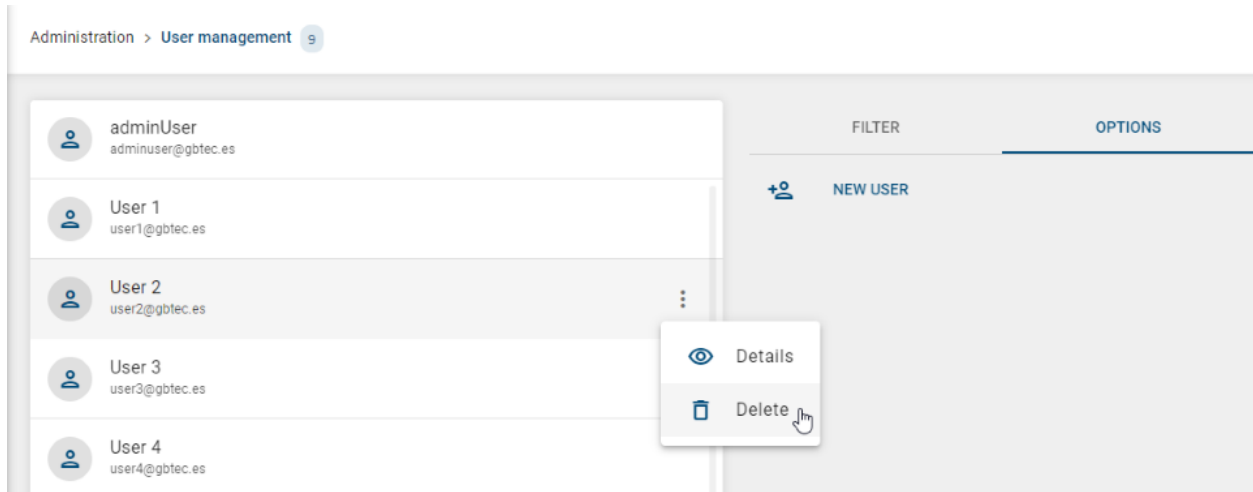 Administration > User management 9
FILTER
OPTIONS
adminUser
adminuser@gbtec.es
NEW USER
User 1
user1@gbtec.es
User 2
user2@gbtec.es
Details
Delete
User 3
user3@gbtec.es
User 4
user4@gbtec.es